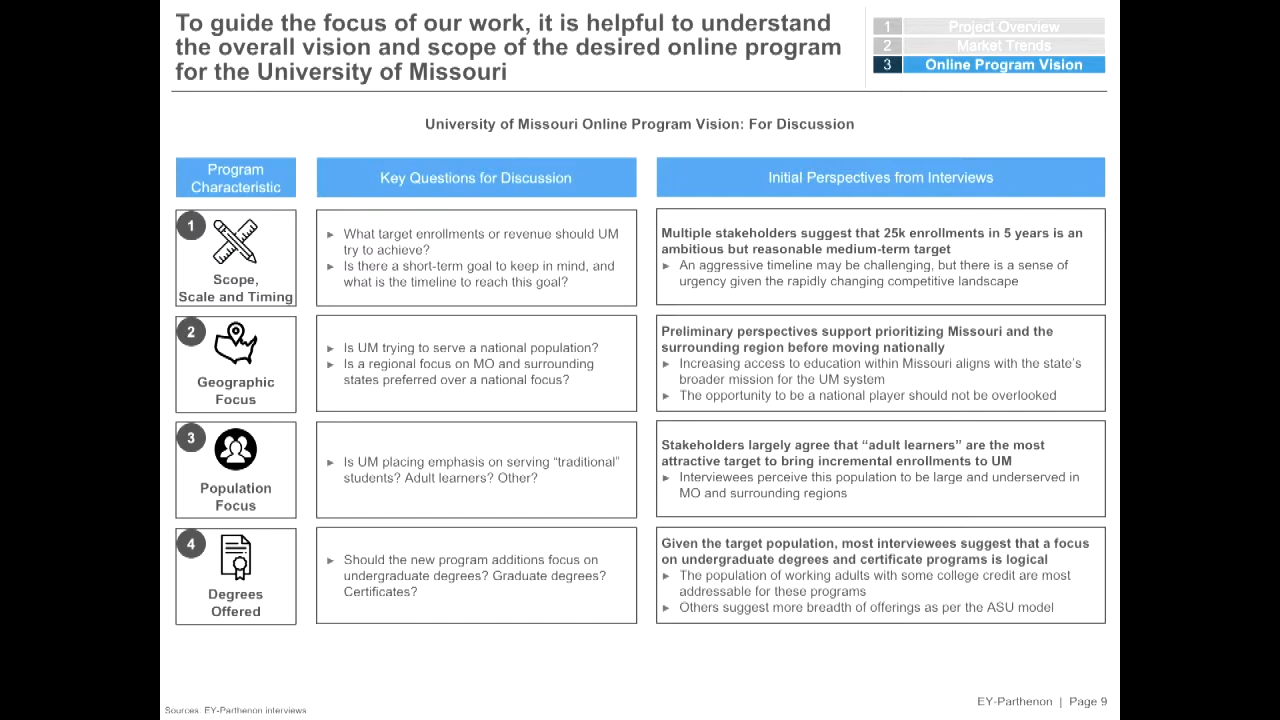 To guide the focus of our work, it is helpful to understand
the overall vision and scope of the desired online program
for the University of Missouri
1 Project Overview
2 Market Trends
3 Online Program Vision
University of Missouri Online Program Vision: For Discussion
Program
Characteristic
Key Questions for Discussion
Initial Perspectives from Interviews
1
Scope,
Scale and Timing
► What target enrollments or revenue should UM
try to achieve?
► Is there a short-term goal to keep in mind, and
what is the timeline to reach this goal?
Multiple stakeholders suggest that 25k enrollments in 5 years is an
ambitious but reasonable medium-term target
► An aggressive timeline may be challenging, but there is a sense of
urgency given the rapidly changing competitive landscape
2
Geographic
Focus
► Is UM trying to serve a national population?
► Is a regional focus on MO and surrounding
states preferred over a national focus?
Preliminary perspectives support prioritizing Missouri and the
surrounding region before moving nationally
► Increasing access to education within Missouri aligns with the state's
broader mission for the UM system
► The opportunity to be a national player should not be overlooked
3
Population
Focus
► Is UM placing emphasis on serving “traditional”
students? Adult learners? Other?
Stakeholders largely agree that “adult learners” are the most
attractive target to bring incremental enrollments to UM
► Interviewees perceive this population to be large and underserved in
MO and surrounding regions
4
Degrees
Offered
► Should the new program additions focus on
undergraduate degrees? Graduate degrees?
Certificates?
Given the target population, most interviewees suggest that a focus
on undergraduate degrees and certificate programs is logical
► The population of working adults with some college credit are most
addressable for these programs
► Others suggest more breadth of offerings as per the ASU model
EY-Parthenon | Page 9
Sources: EY-Parthenon interviews